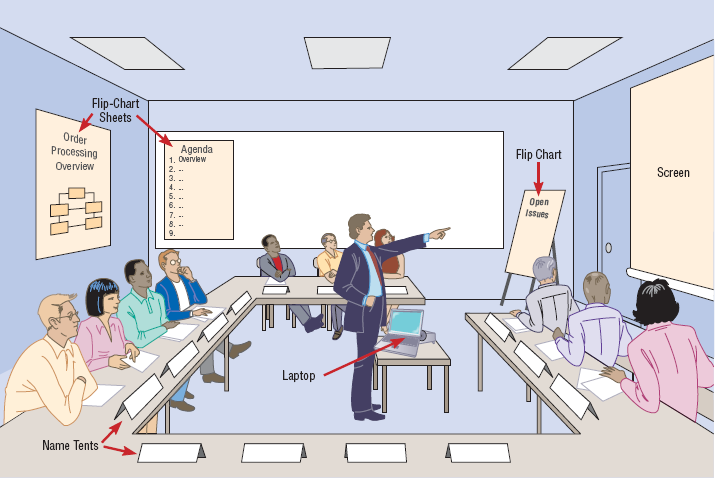 Flip-Chart
Sheets
Order
Processing
Overview
Agenda
1. Overview
2. ...
3. ...
4. ...
5. ...
6. ...
7. ...
8. ...
9.
Flip Chart
Open
Issues
Screen
Laptop
Name Tents